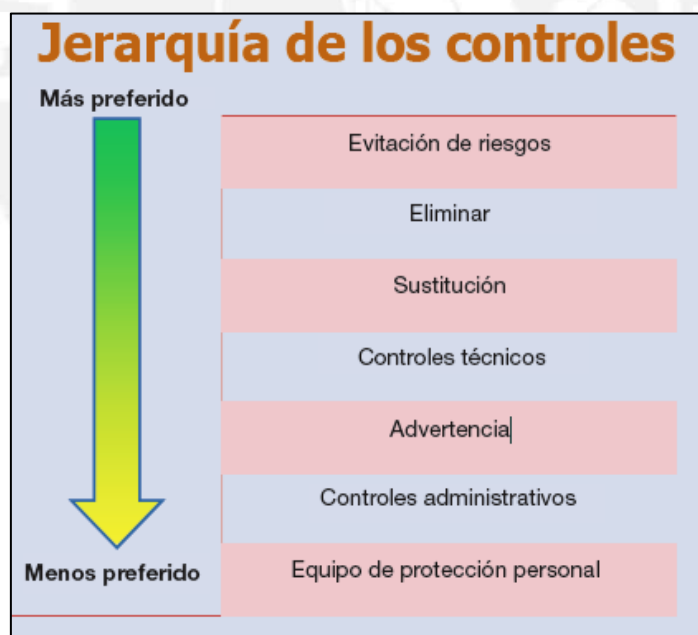 Jerarquía de los controles
Más preferido
Evitación de riesgos
Eliminar
Sustitución
Controles técnicos
Advertencia
Controles administrativos
Menos preferido
Equipo de protección personal